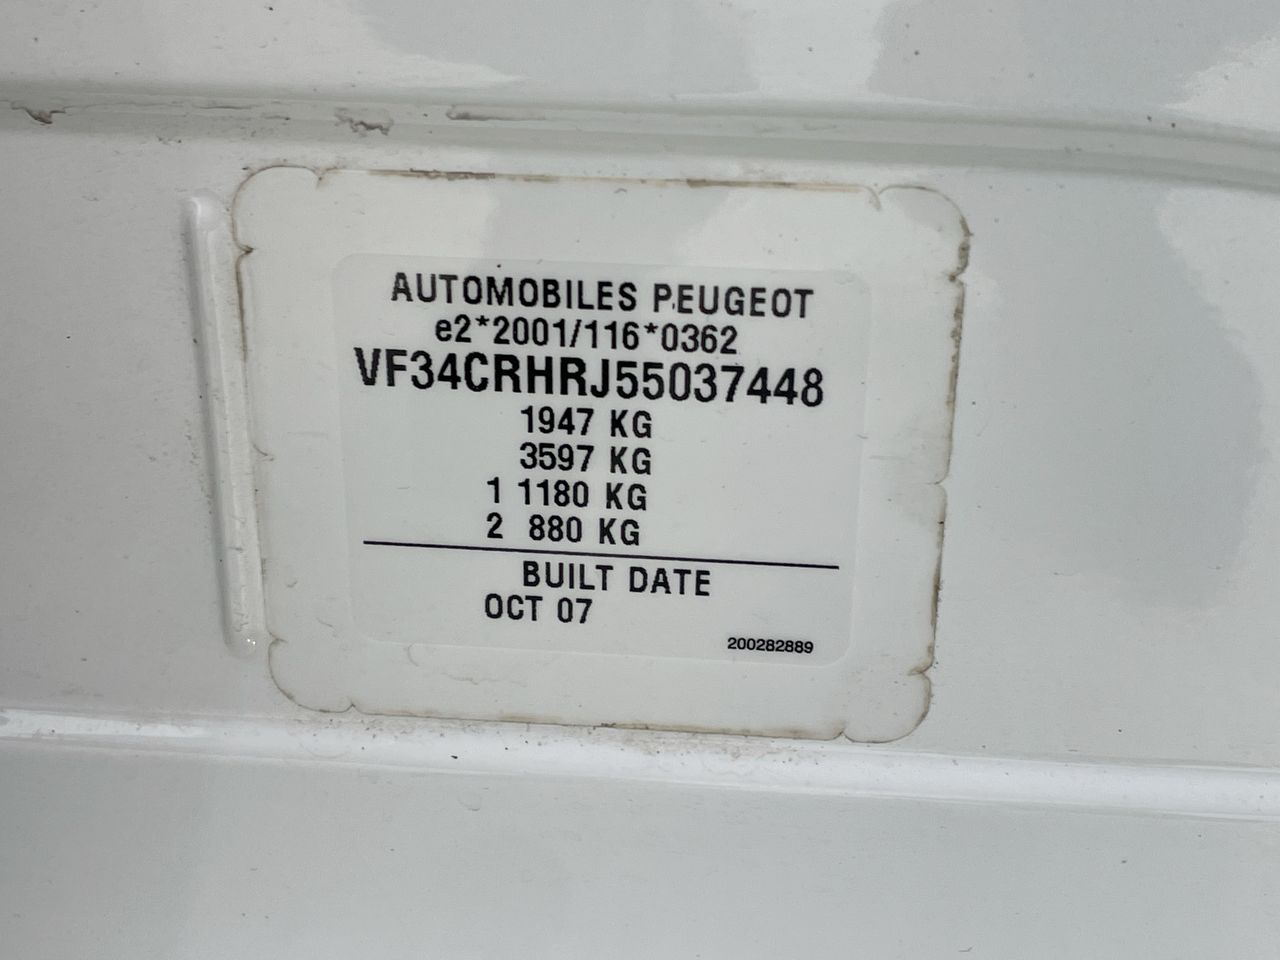 AUTOMOBILES PEUGEOT
e2*2001/116*0362
VF34CRHRJ55037448
1947 KG
3597 KG
1 1180 KG
2 880 KG
BUILT DATE
OCT 07
200282889